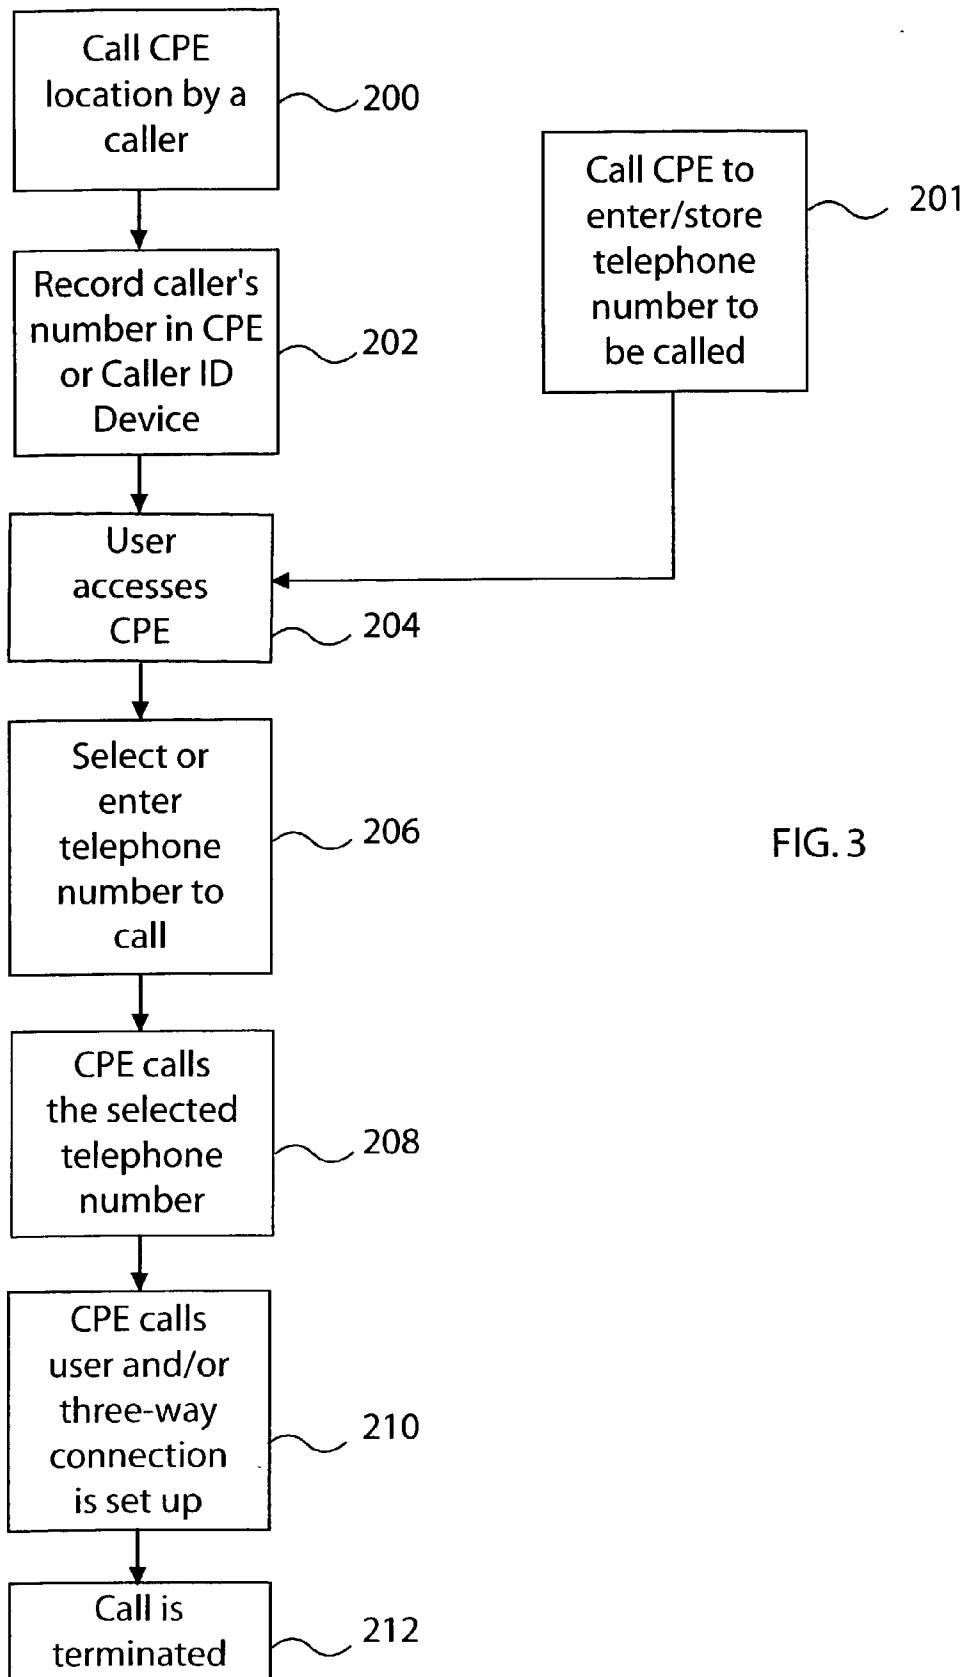 Call CPE
location by a
caller
200
Call CPE to
enter/store
telephone
number to
be called
201
Record caller's
number in CPE
or Caller ID
Device
202
User
accesses
CPE
204
Select or
enter
telephone
number to
call
206
FIG. 3
CPE calls
the selected
telephone
number
208
CPE calls
user and/or
three-way
connection
is set up
210
Call is
terminated
212